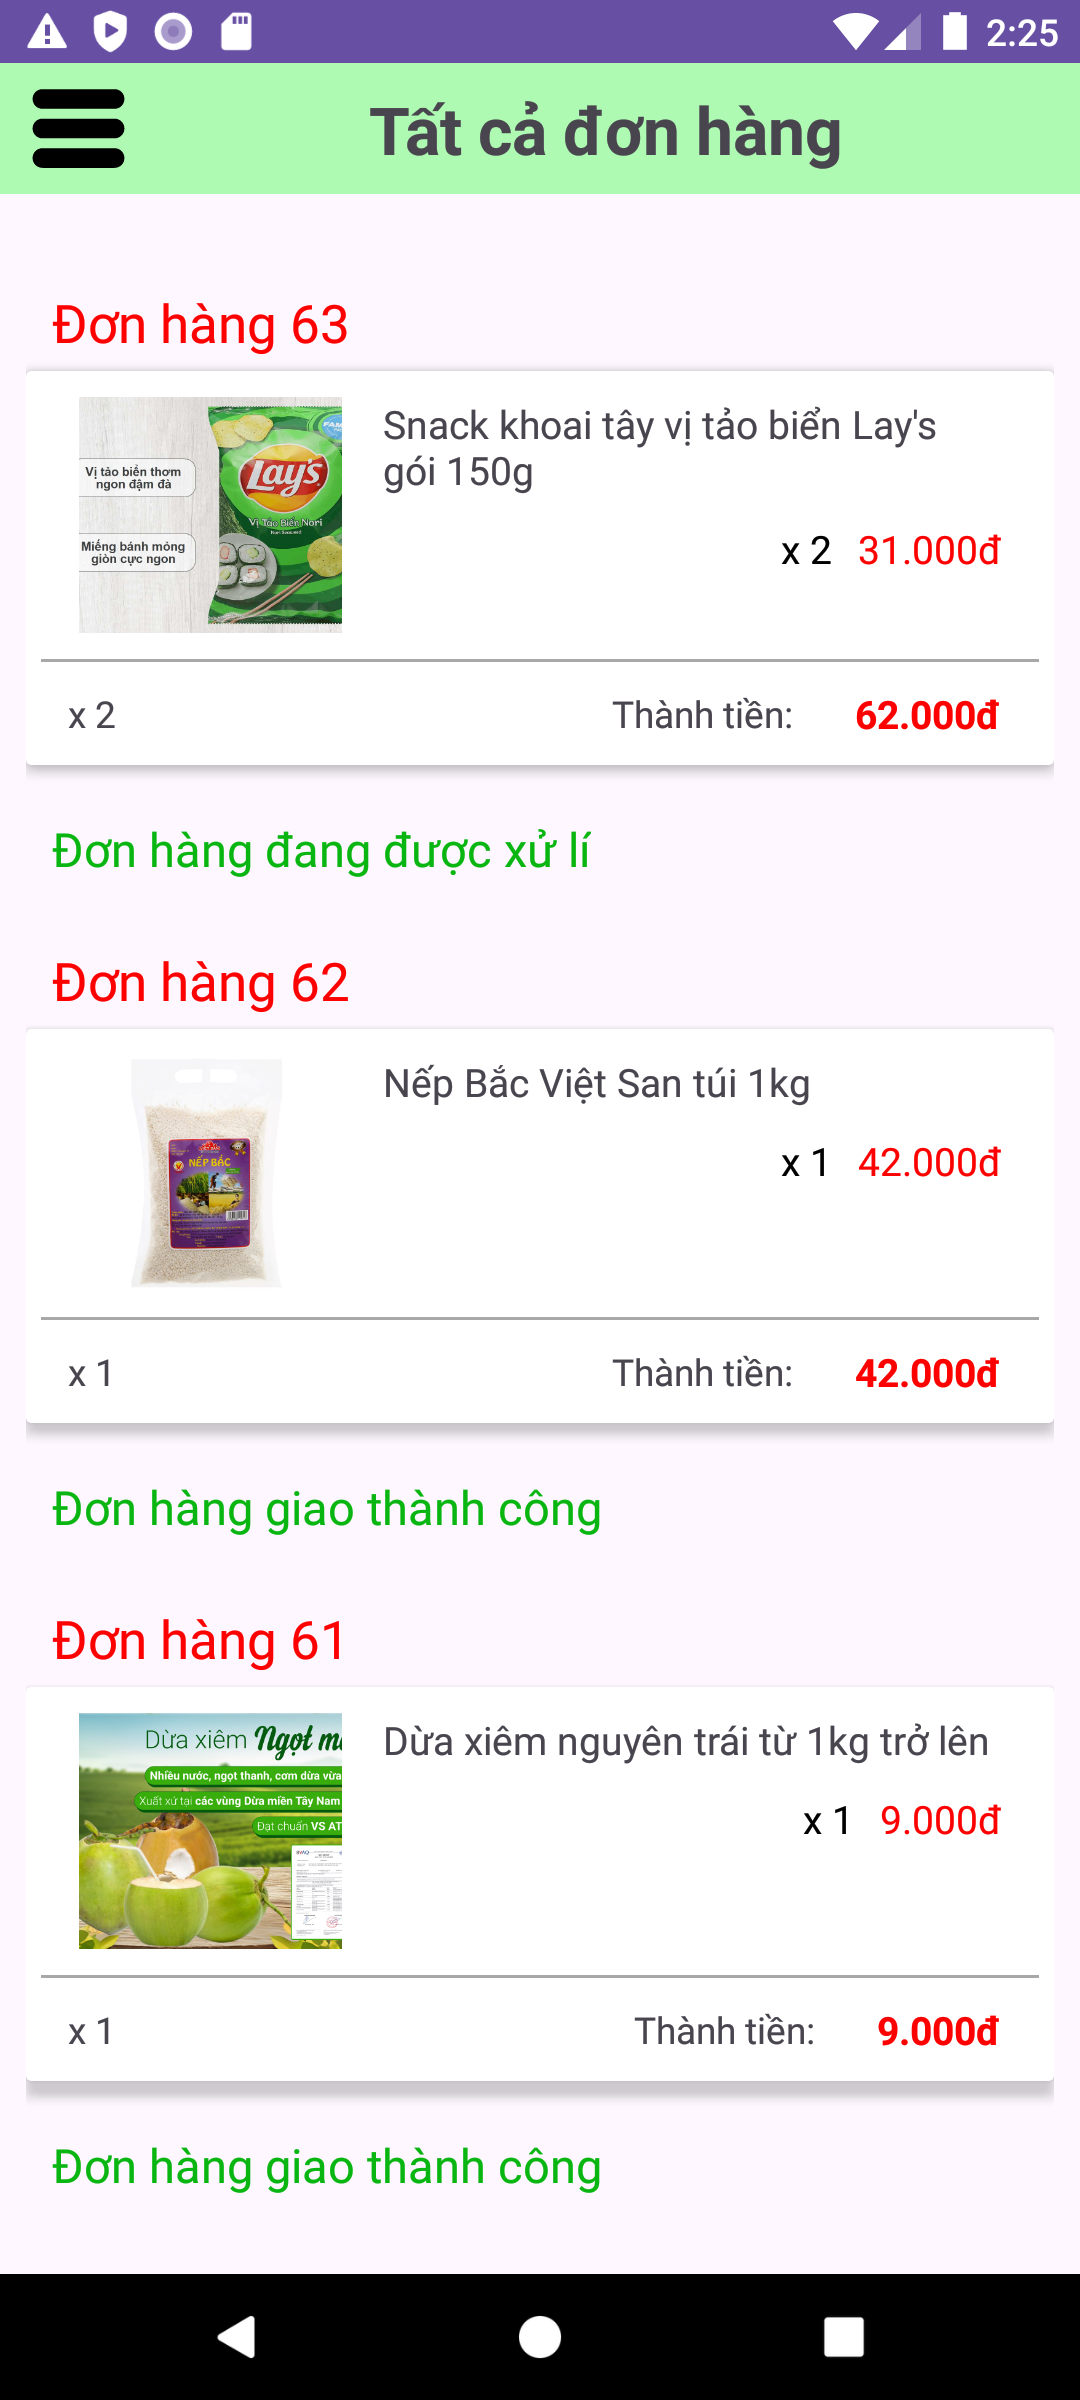 2:25
Tất cả đơn hàng
Đơn hàng 63
Vị tảo biển thơm
ngon đậm đà
Miếng bánh mỏng
giòn cực ngon
Lay's
Vị Tảo Biển Nori
Snack khoai tây vị tảo biển Lay's
gói 150g
x 2 31.000đ
x 2 Thành tiền: 62.000đ
Đơn hàng đang được xử lí
Đơn hàng 62
NẾP BẮC
Nếp Bắc Việt San túi 1kg
x 1 42.000đ
x 1 Thành tiền: 42.000đ
Đơn hàng giao thành công
Đơn hàng 61
Dừa xiêm Ngọt
Nhiều nước, ngọt thanh, cơm dừa vừa
Xuất xứ tại các vùng Dừa miền Tây Nam
Đạt chuẩn VS AT
Dừa xiêm nguyên trái từ 1kg trở lên
x 1 9.000đ
x 1 Thành tiền: 9.000đ
Đơn hàng giao thành công